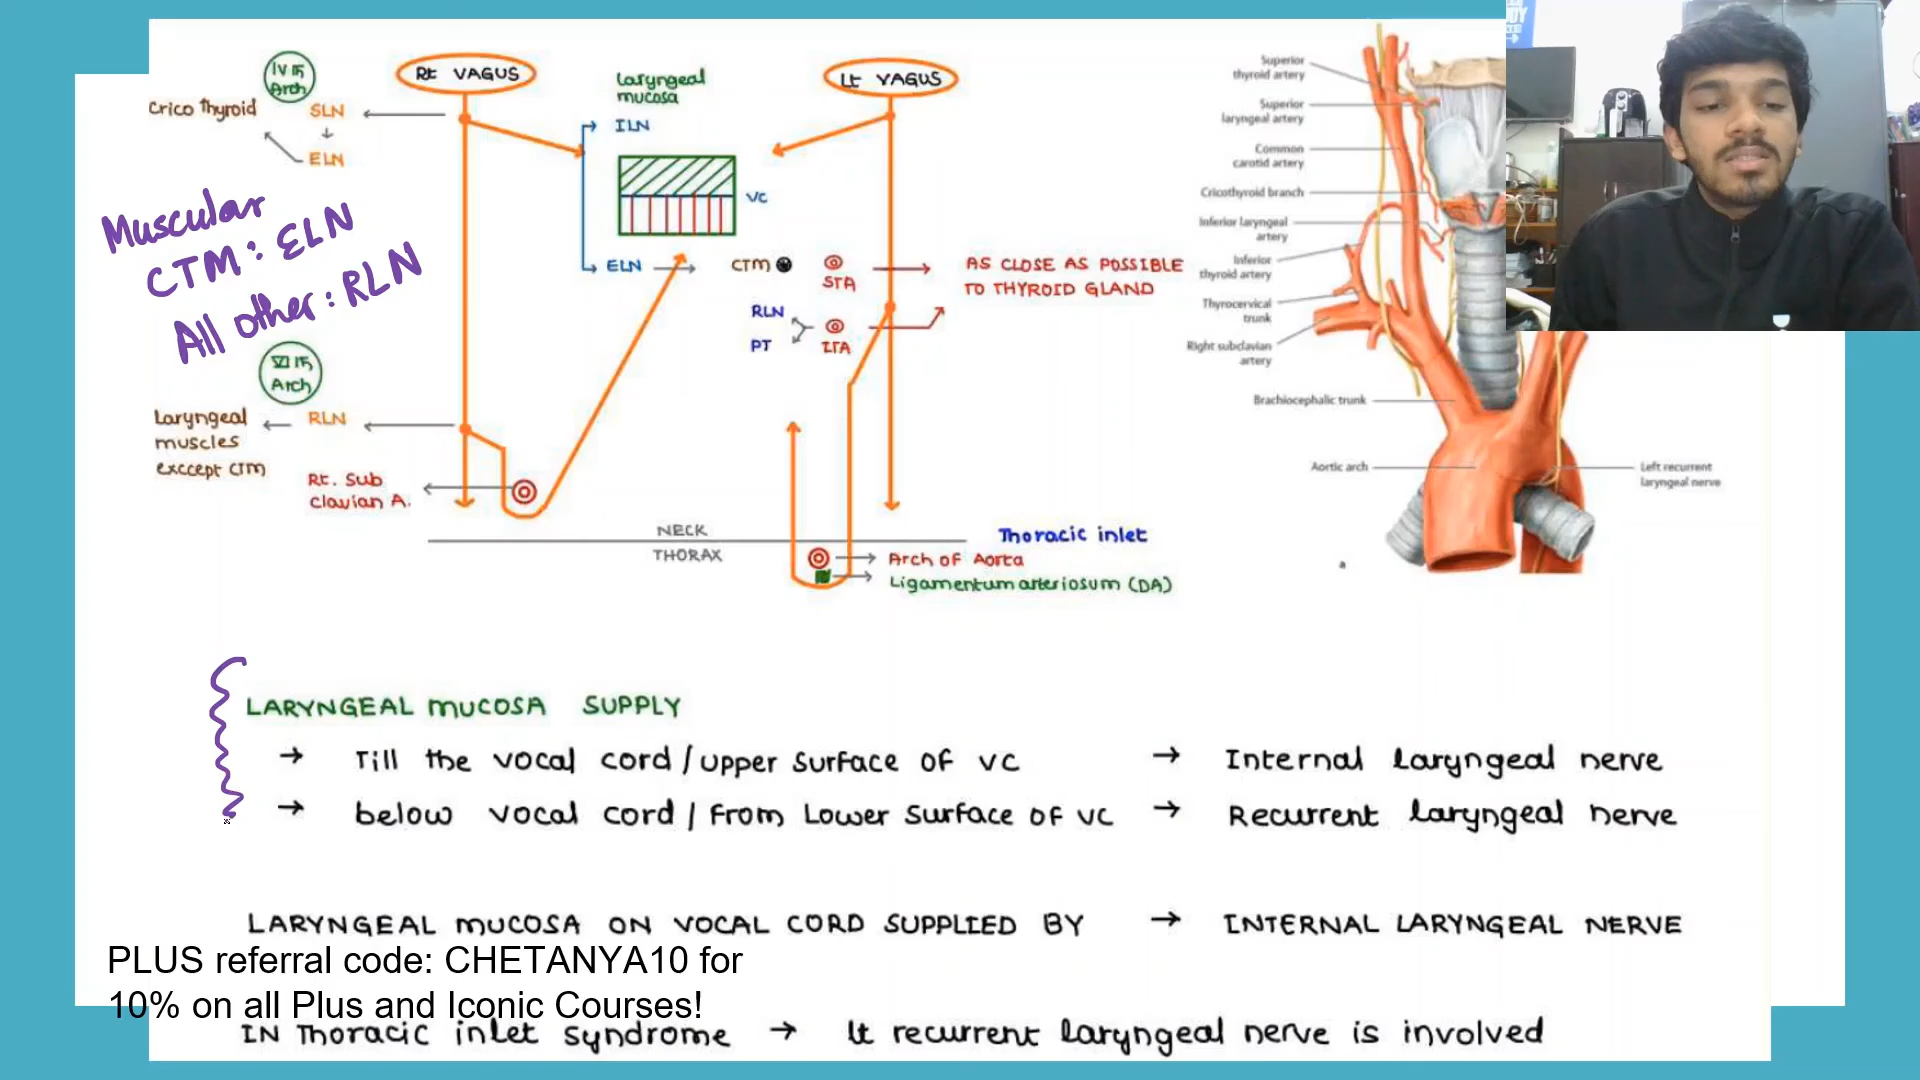 IV th
Arch
Rt VAGUS
Laryngeal
mucosa
Lt VAGUS
Crico thyroid
SLN
ELN
ILN
VC
Muscular
CTM : ELN
All other : RLN
ELN
CTM
STA
AS CLOSE AS POSSIBLE
TO THYROID GLAND
RLN
PT
ITA
VI th
Arch
Laryngeal
muscles
exccept CTM
RLN
Rt. Sub
clavian A.
NECK
THORAX
Thoracic inlet
Arch of Aorta
Ligamentum arteriosum (DA)
Superior
thyroid artery
Superior
laryngeal artery
Common
carotid artery
Cricothyroid branch
Inferior laryngeal
artery
Inferior
thyroid artery
Thyrocervical
trunk
Right subclavian
artery
Brachiocephalic trunk
Aortic arch
Left recurrent
laryngeal nerve
LARYNGEAL MUCOSA SUPPLY
→ Till the vocal cord / upper surface of VC → Internal laryngeal nerve
→ below vocal cord / from Lower surface of VC → Recurrent laryngeal nerve
LARYNGEAL MUCOSA ON VOCAL CORD SUPPLIED BY → INTERNAL LARYNGEAL NERVE
PLUS referral code: CHETANYA10 for
10% on all Plus and Iconic Courses!
IN Thoracic inlet syndrome → Lt recurrent laryngeal nerve is involved